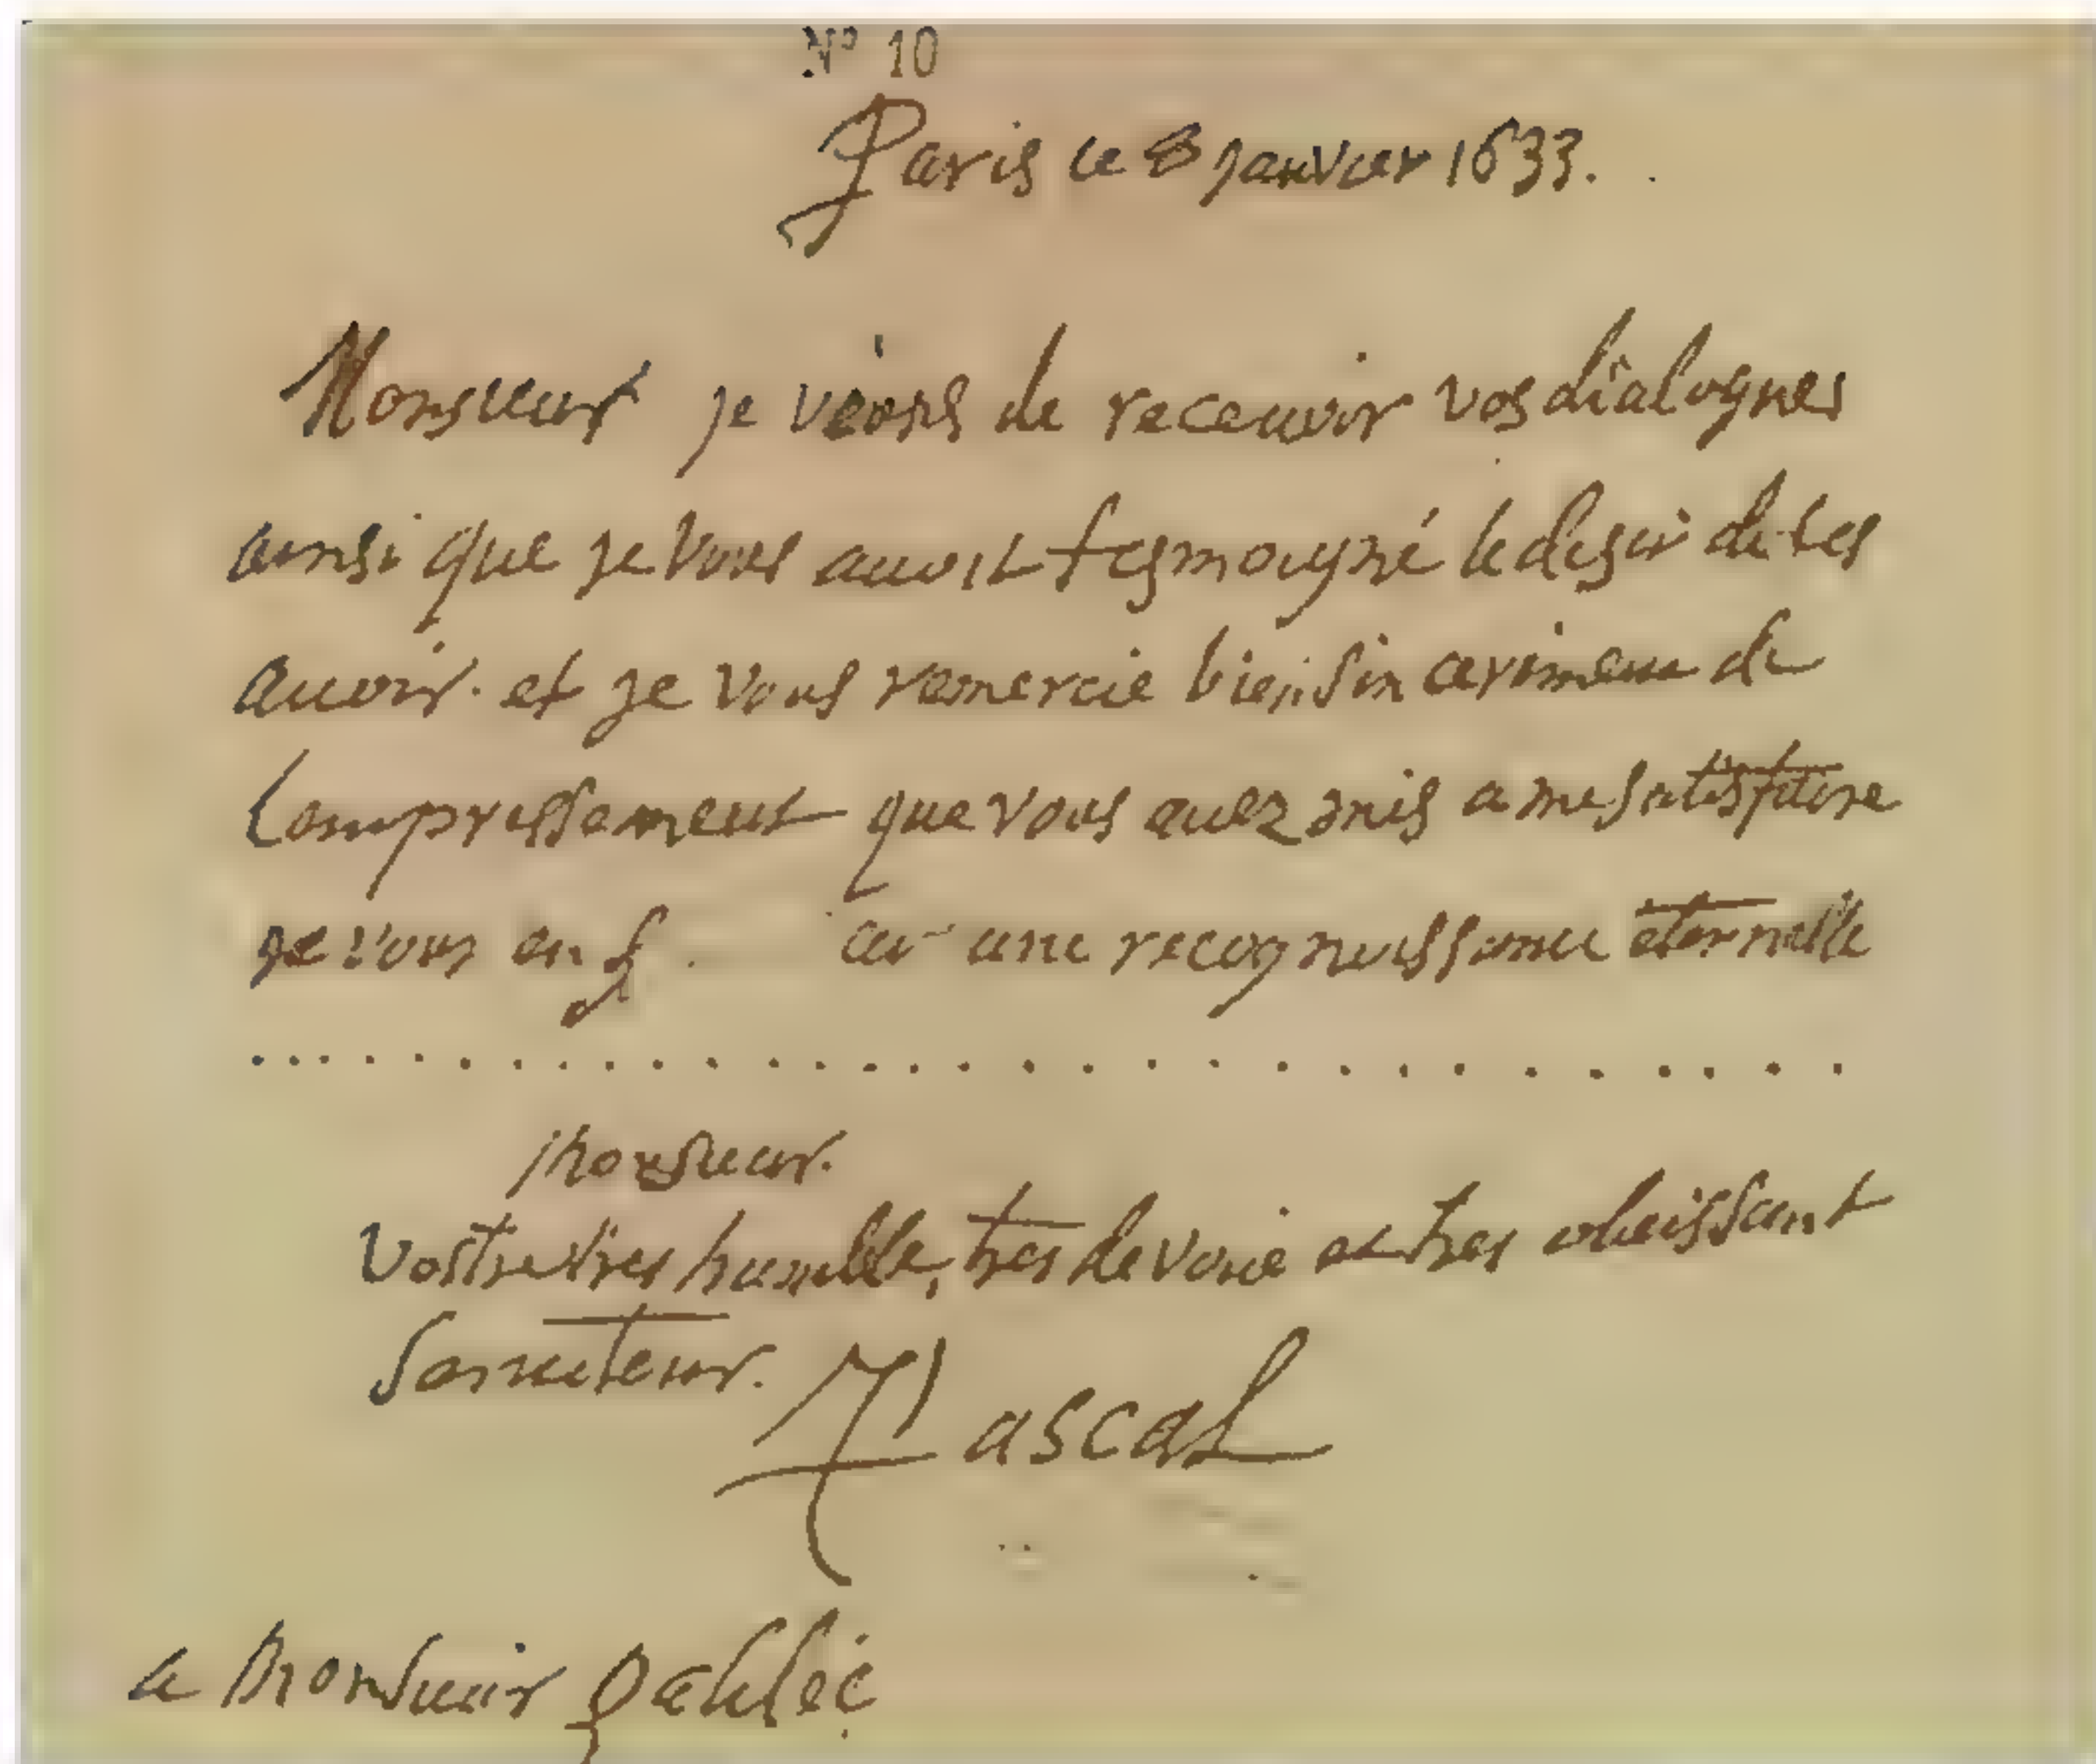 N° 10
Paris le 8 janvier 1633.
Monsieur je viens de recevoir vos dialogues
ainsi que je vous avois tesmoigné le desir de les
avoir. et je vous remercie bien sincerement de
lempressement que vous avez mis a me satisfaire
je vous en une recognoissance éternelle
. . . . . . . . . . . . . . . . . . . . . . . . . . . . .
Monsieur.
Vostre tres humble, tres devoué et tres obeissant
Serviteur. Pascal
a Monsieur galilée